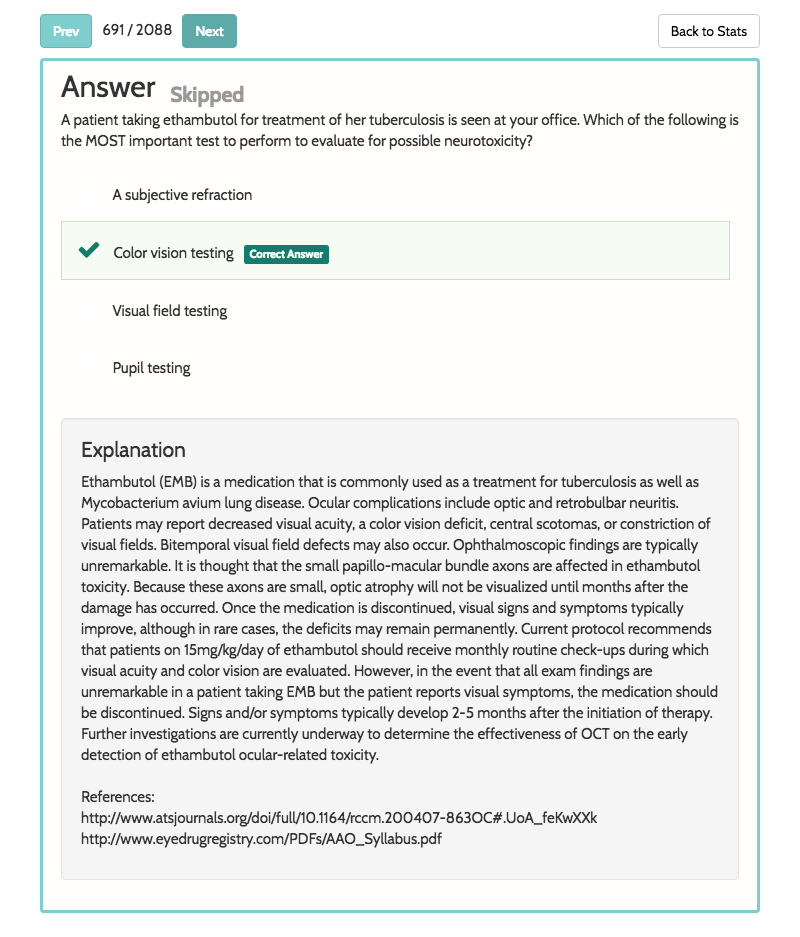 Prev 691 / 2088 Next Back to Stats
Answer Skipped
A patient taking ethambutol for treatment of her tuberculosis is seen at your office. Which of the following is
the MOST important test to perform to evaluate for possible neurotoxicity?
A subjective refraction
Color vision testing Correct Answer
Visual field testing
Pupil testing
Explanation
Ethambutol (EMB) is a medication that is commonly used as a treatment for tuberculosis as well as
Mycobacterium avium lung disease. Ocular complications include optic and retrobulbar neuritis.
Patients may report decreased visual acuity, a color vision deficit, central scotomas, or constriction of
visual fields. Bitemporal visual field defects may also occur. Ophthalmoscopic findings are typically
unremarkable. It is thought that the small papillo-macular bundle axons are affected in ethambutol
toxicity. Because these axons are small, optic atrophy will not be visualized until months after the
damage has occurred. Once the medication is discontinued, visual signs and symptoms typically
improve, although in rare cases, the deficits may remain permanently. Current protocol recommends
that patients on 15mg/kg/day of ethambutol should receive monthly routine check-ups during which
visual acuity and color vision are evaluated. However, in the event that all exam findings are
unremarkable in a patient taking EMB but the patient reports visual symptoms, the medication should
be discontinued. Signs and/or symptoms typically develop 2-5 months after the initiation of therapy.
Further investigations are currently underway to determine the effectiveness of OCT on the early
detection of ethambutol ocular-related toxicity.
References:
http://www.atsjournals.org/doi/full/10.1164/rccm.200407-863OC#.UoA_feKwXXk
http://www.eyedrugregistry.com/PDFs/AAO_Syllabus.pdf